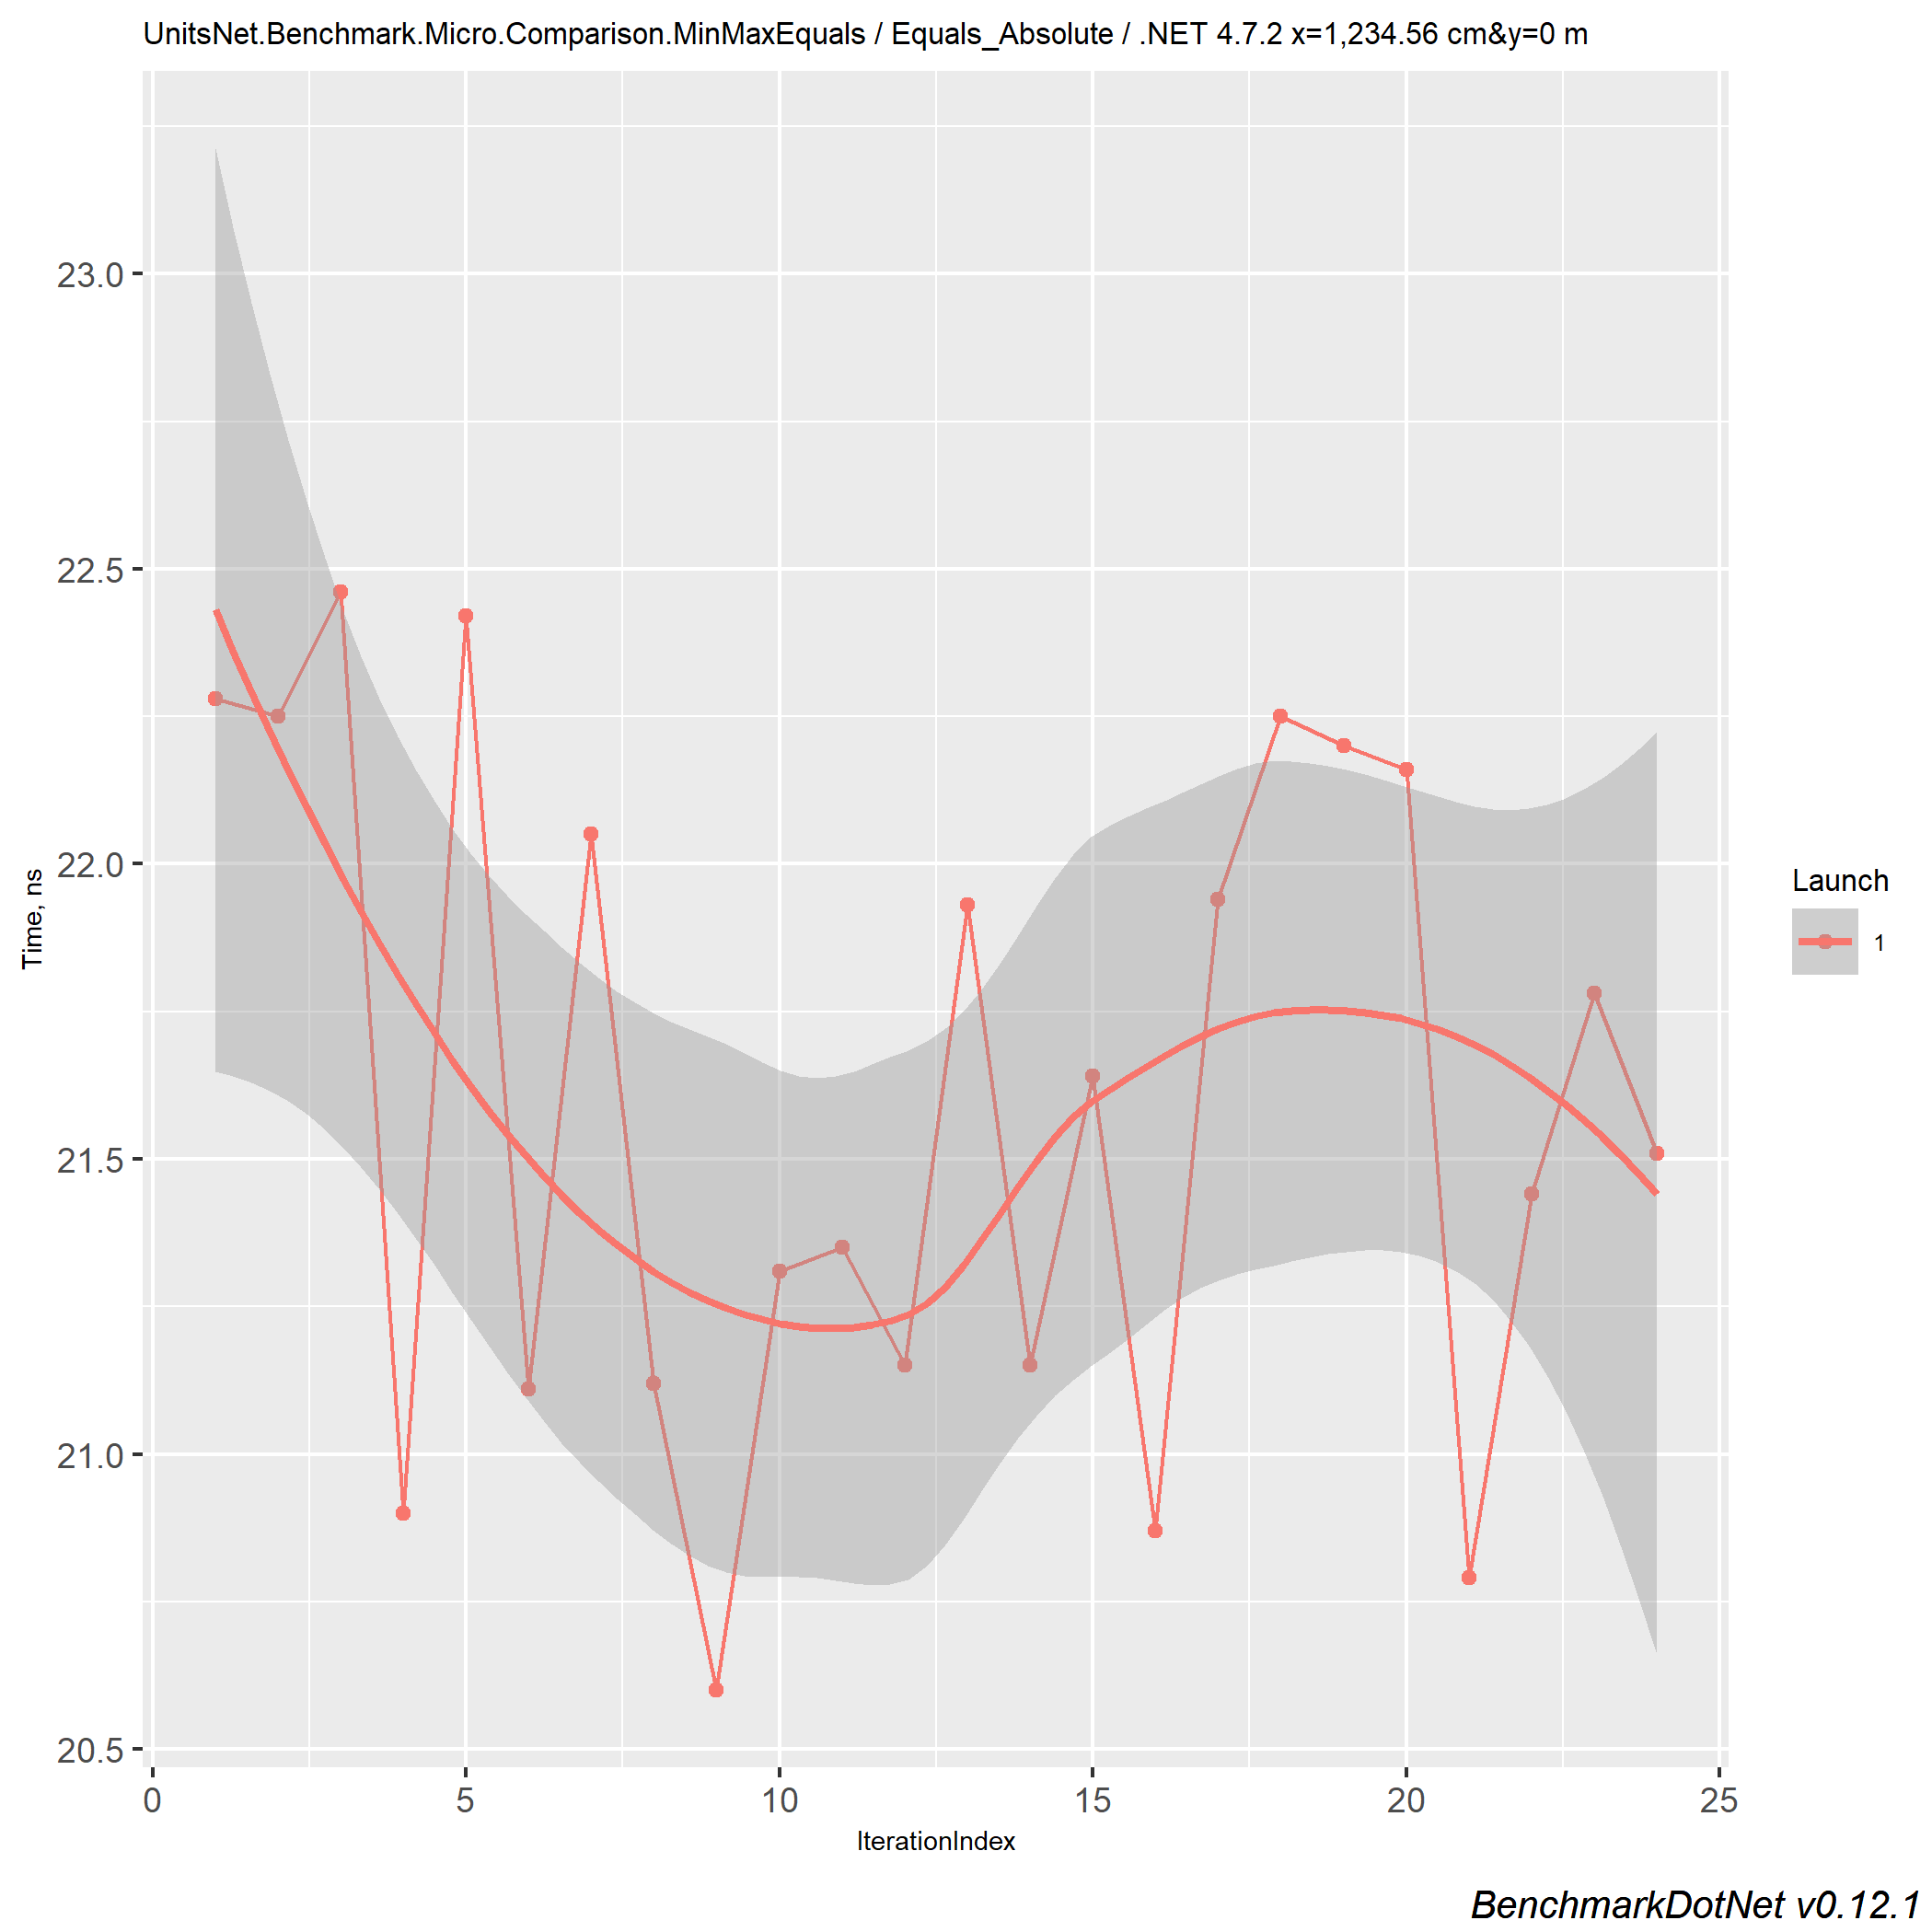 UnitsNet.Benchmark.Micro.Comparison.MinMaxEquals / Equals_Absolute / .NET 4.7.2 x=1,234.56 cm&y=0 m
23.0
22.5
22.0
21.5
21.0
20.5
Time, ns
0 5 10 15 20 25
IterationIndex
Launch
1
BenchmarkDotNet v0.12.1